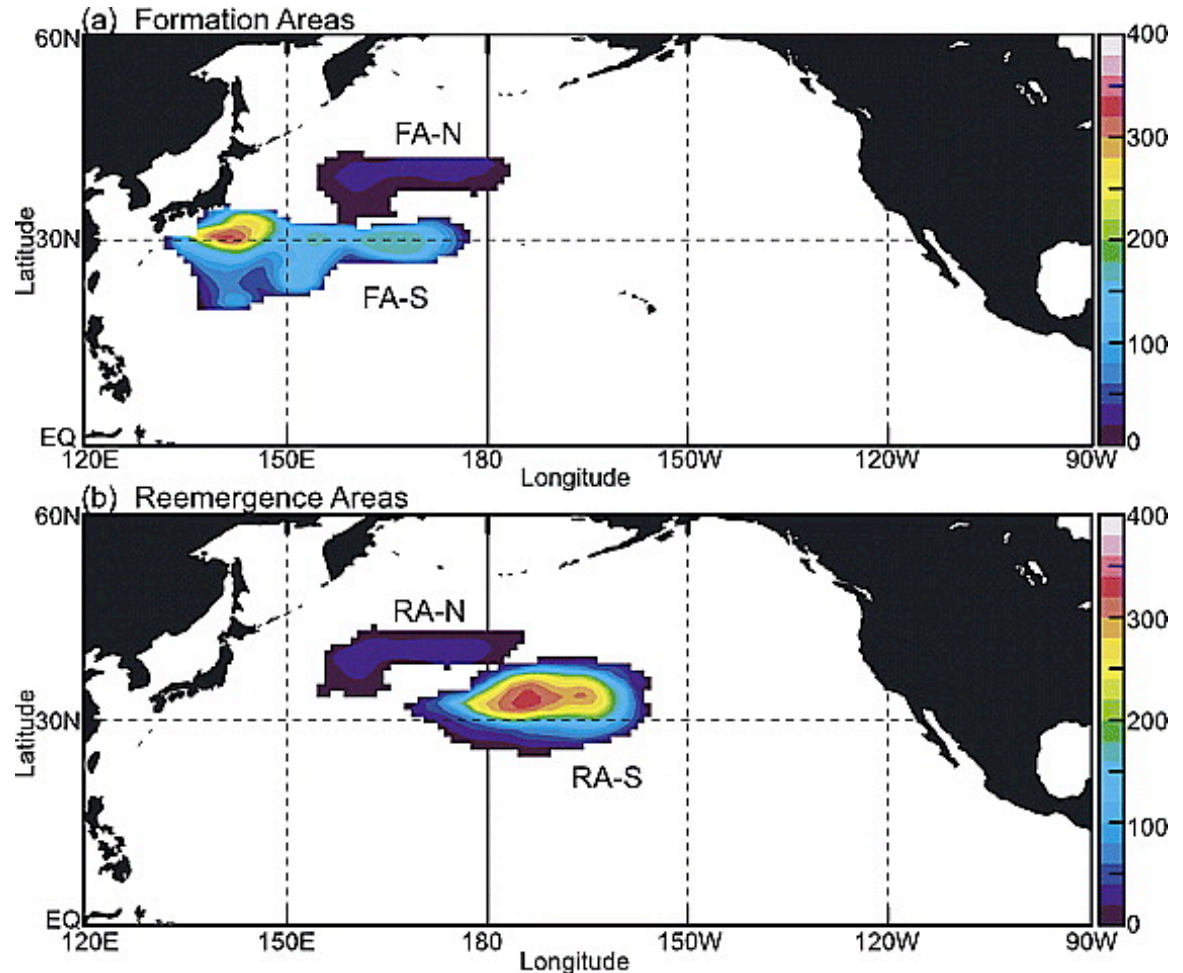 (a) Formation Areas
60N
30N
EQ
Latitude
FA-N
FA-S
120E 150E 180 150W 120W 90W
Longitude
400
300
200
100
0
(b) Reemergence Areas
60N
30N
EQ
Latitude
RA-N
RA-S
120E 150E 180 150W 120W 90W
Longitude
400
300
200
100
0